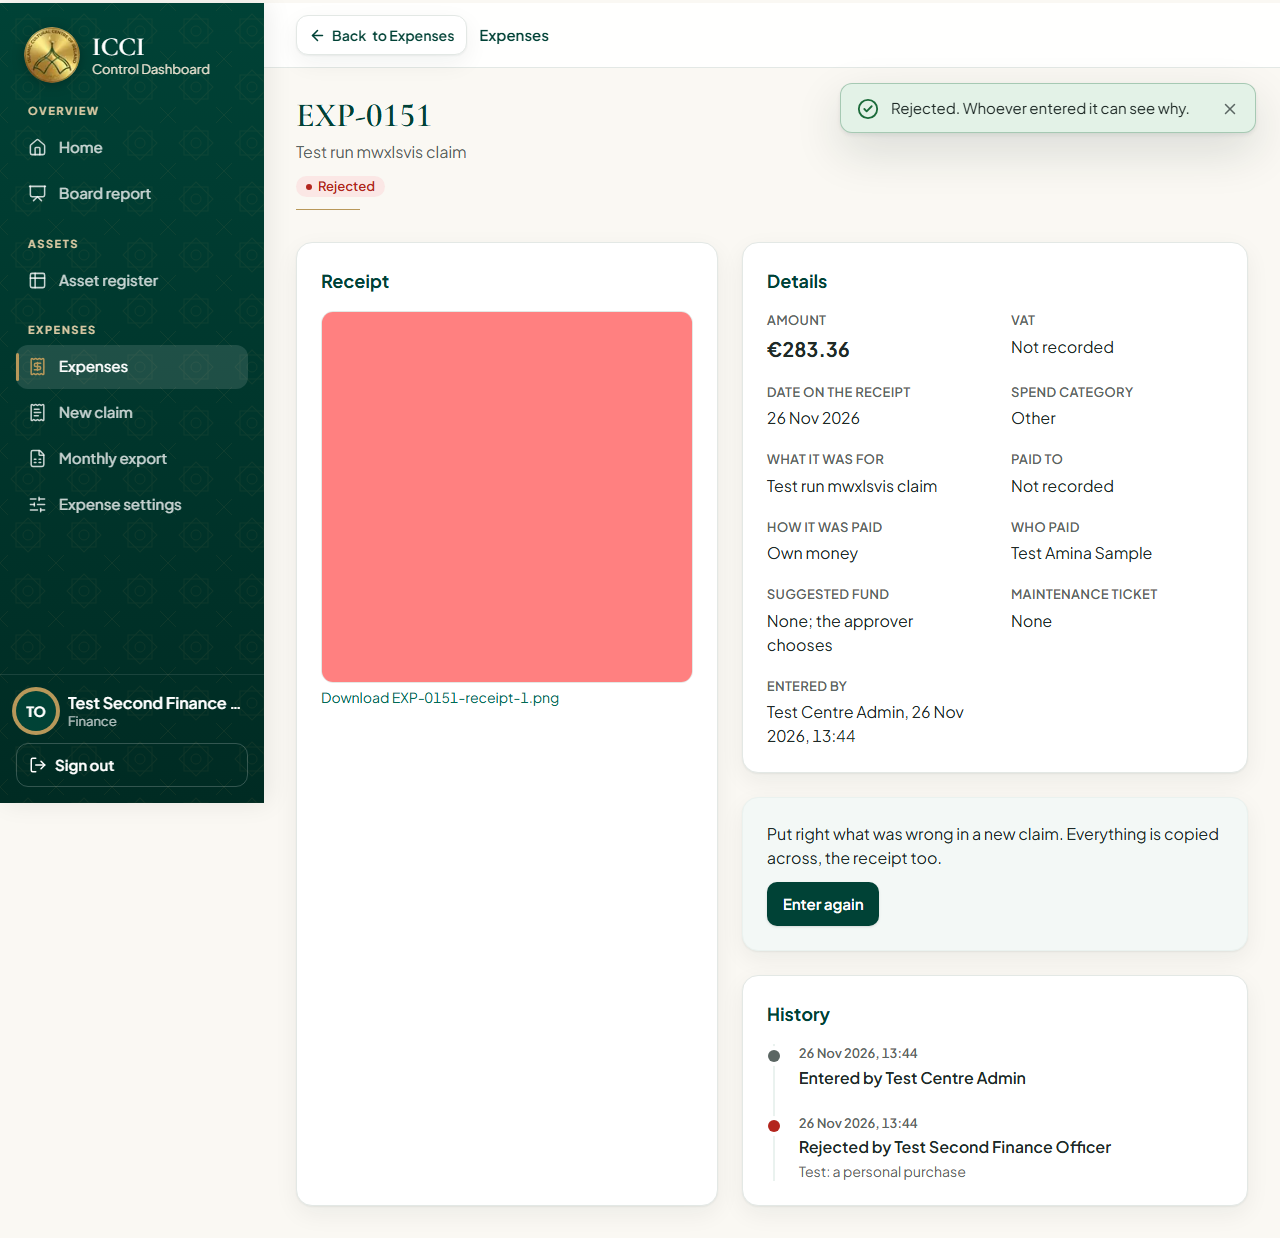 ICCI
Control Dashboard
OVERVIEW
Home
Board report
ASSETS
Asset register
EXPENSES
Expenses
New claim
Monthly export
Expense settings
TO
Test Second Finance ...
Finance
Sign out
Back to Expenses
Expenses
EXP-0151
Test run mwxlsvis claim
Rejected
Rejected. Whoever entered it can see why.
Receipt
Download EXP-0151-receipt-1.png
Details
AMOUNT
€283.36
VAT
Not recorded
DATE ON THE RECEIPT
26 Nov 2026
SPEND CATEGORY
Other
WHAT IT WAS FOR
Test run mwxlsvis claim
PAID TO
Not recorded
HOW IT WAS PAID
Own money
WHO PAID
Test Amina Sample
SUGGESTED FUND
None; the approver
chooses
MAINTENANCE TICKET
None
ENTERED BY
Test Centre Admin, 26 Nov
2026, 13:44
Put right what was wrong in a new claim. Everything is copied
across, the receipt too.
Enter again
History
26 Nov 2026, 13:44
Entered by Test Centre Admin
26 Nov 2026, 13:44
Rejected by Test Second Finance Officer
Test: a personal purchase